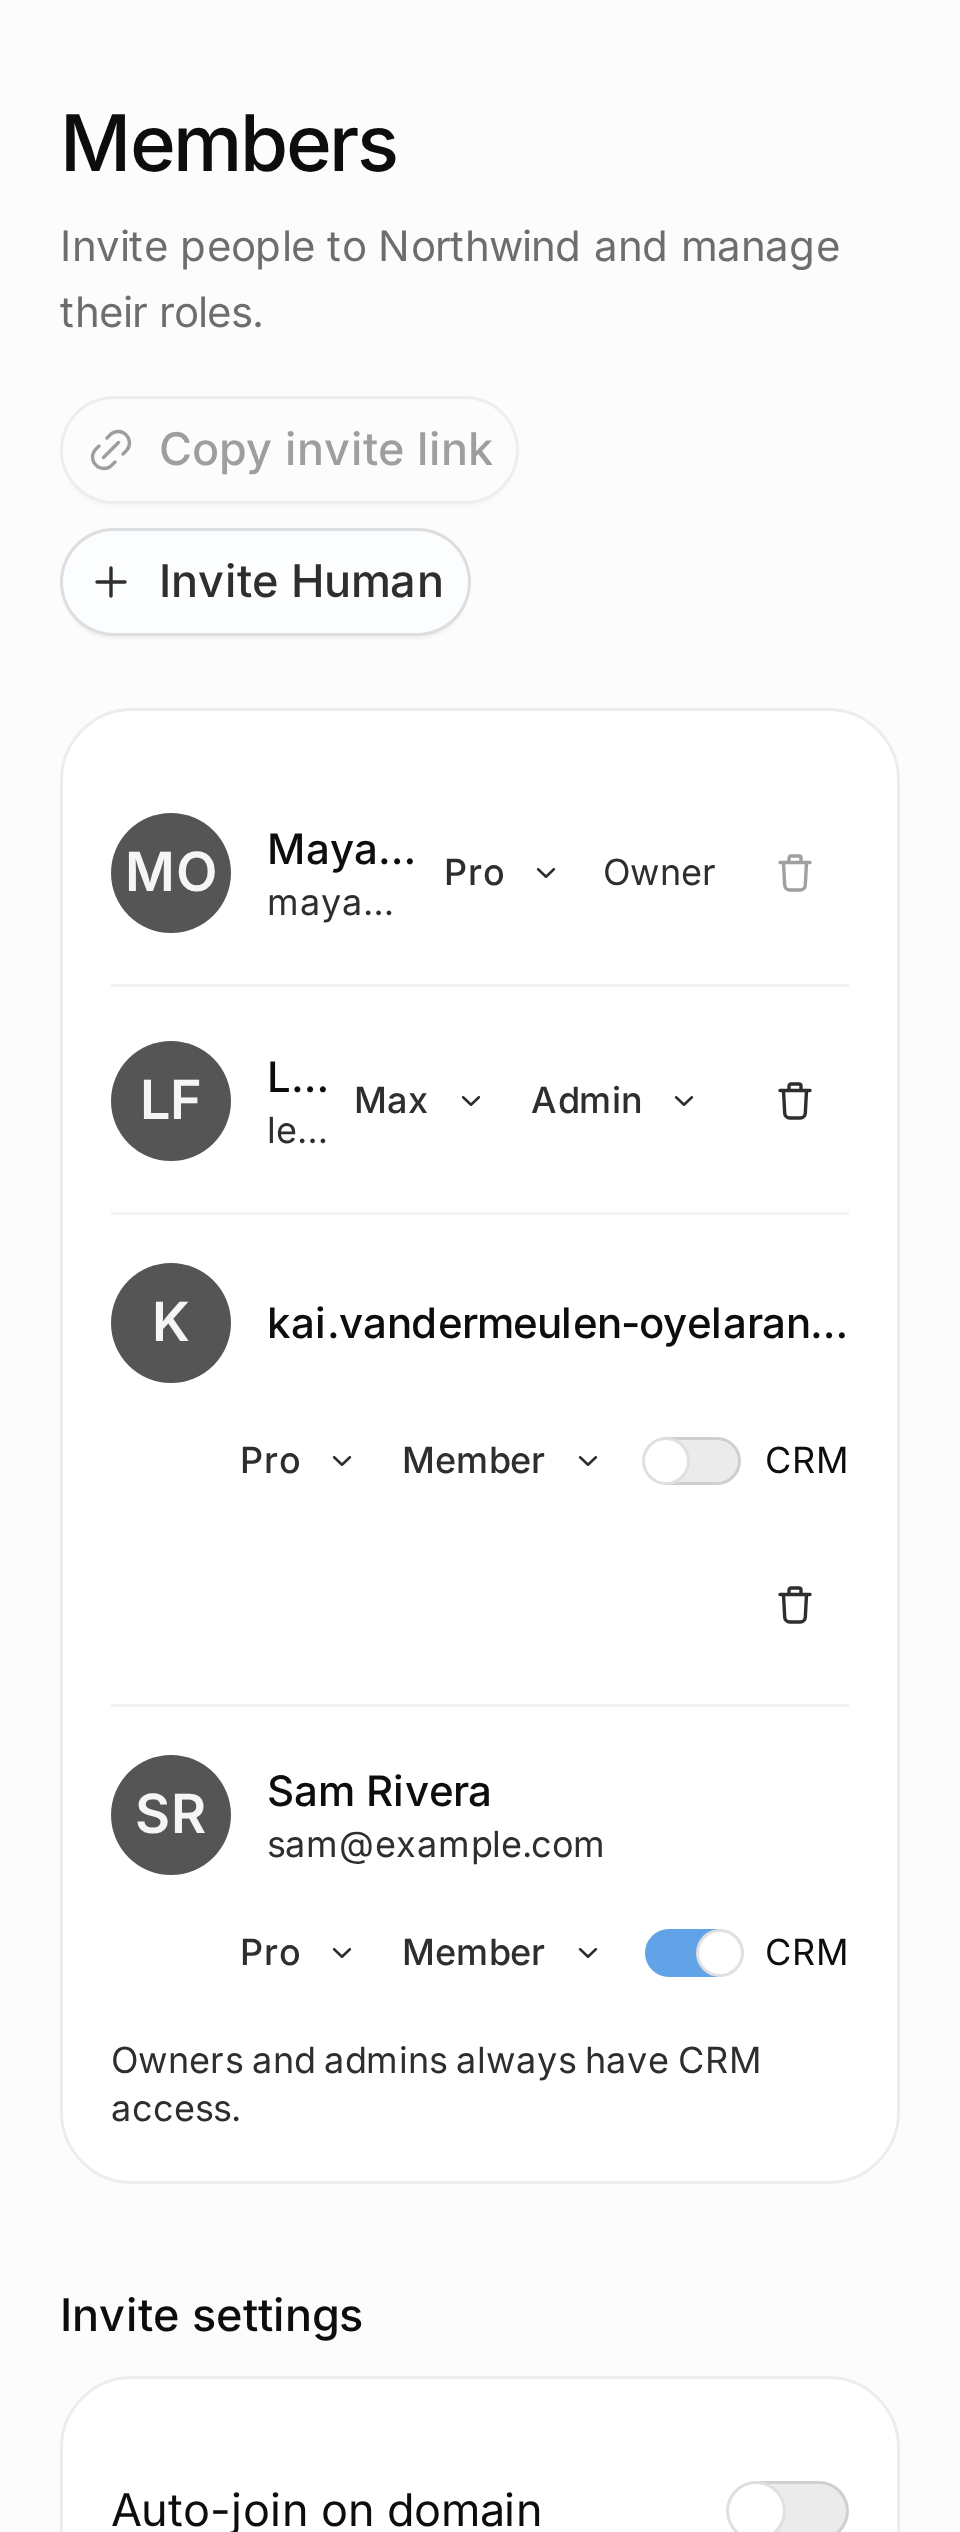 Members
Invite people to Northwind and manage
their roles.
Copy invite link
Invite Human
MO
Maya...
maya...
Pro
Owner
LF
L...
le...
Max
Admin
K
kai.vandermeulen-oyelaran...
Pro
Member
CRM
SR
Sam Rivera
sam@example.com
Pro
Member
CRM
Owners and admins always have CRM
access.
Invite settings
Auto-join on domain